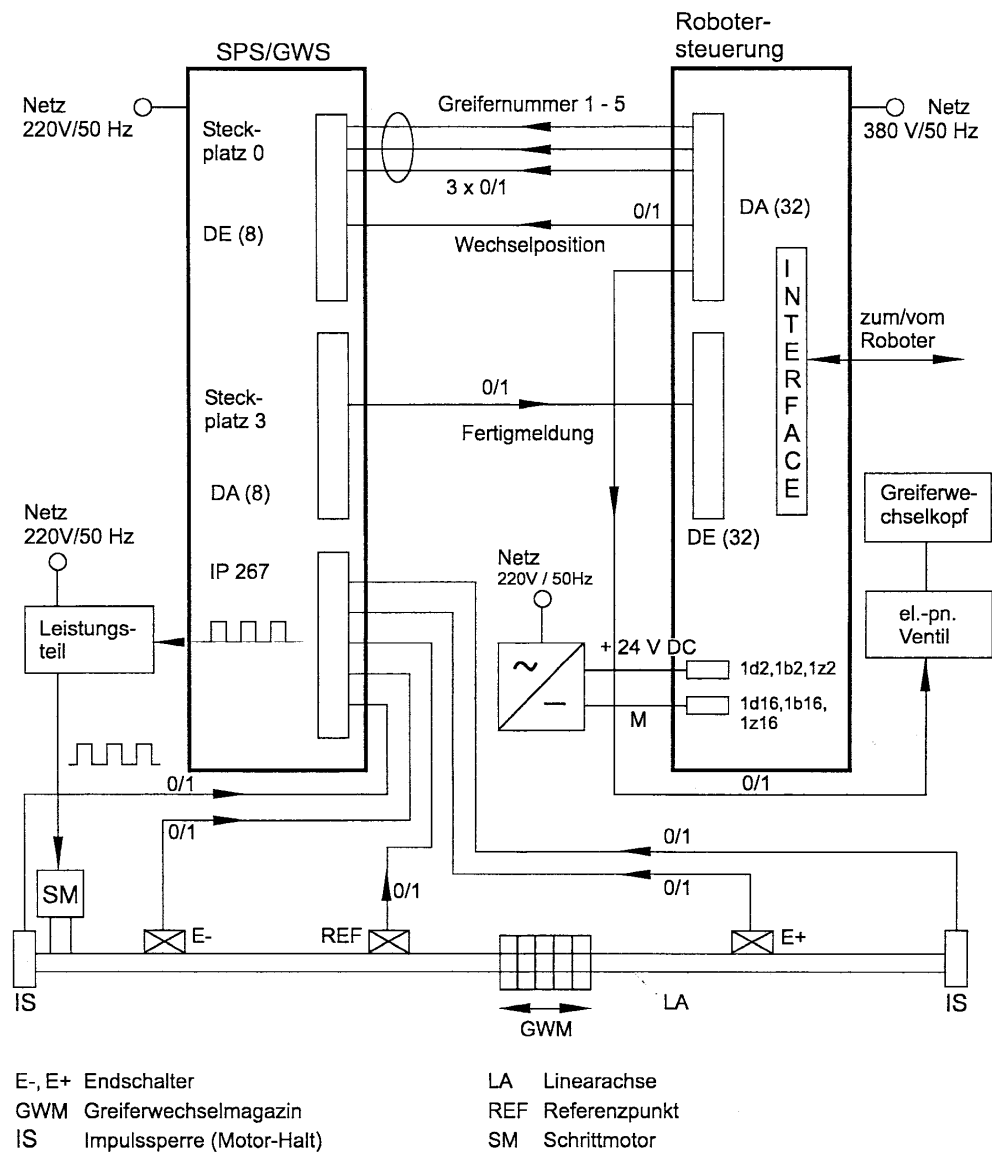 SPS/GWS
Roboter-
steuerung
Netz
220V/50 Hz
Steck-
platz 0
DE (8)
Greifernummer 1 - 5
3 x 0/1
0/1
Wechselposition
Netz
380 V/50 Hz
DA (32)
INTERFACE
zum/vom
Roboter
Steck-
platz 3
DA (8)
0/1
Fertigmeldung
DE (32)
Greiferwe-
chselkopf
el.-pn.
Ventil
Netz
220V/50 Hz
IP 267
Leistungs-
teil
Netz
220V / 50Hz
~
–
+ 24 V DC
M
1d2,1b2,1z2
1d16,1b16,
1z16
0/1
0/1
0/1
0/1
0/1
0/1
SM
E-
REF
E+
IS
GWM
LA
IS
E-, E+ Endschalter
GWM Greiferwechselmagazin
IS Impulssperre (Motor-Halt)
LA Linearachse
REF Referenzpunkt
SM Schrittmotor